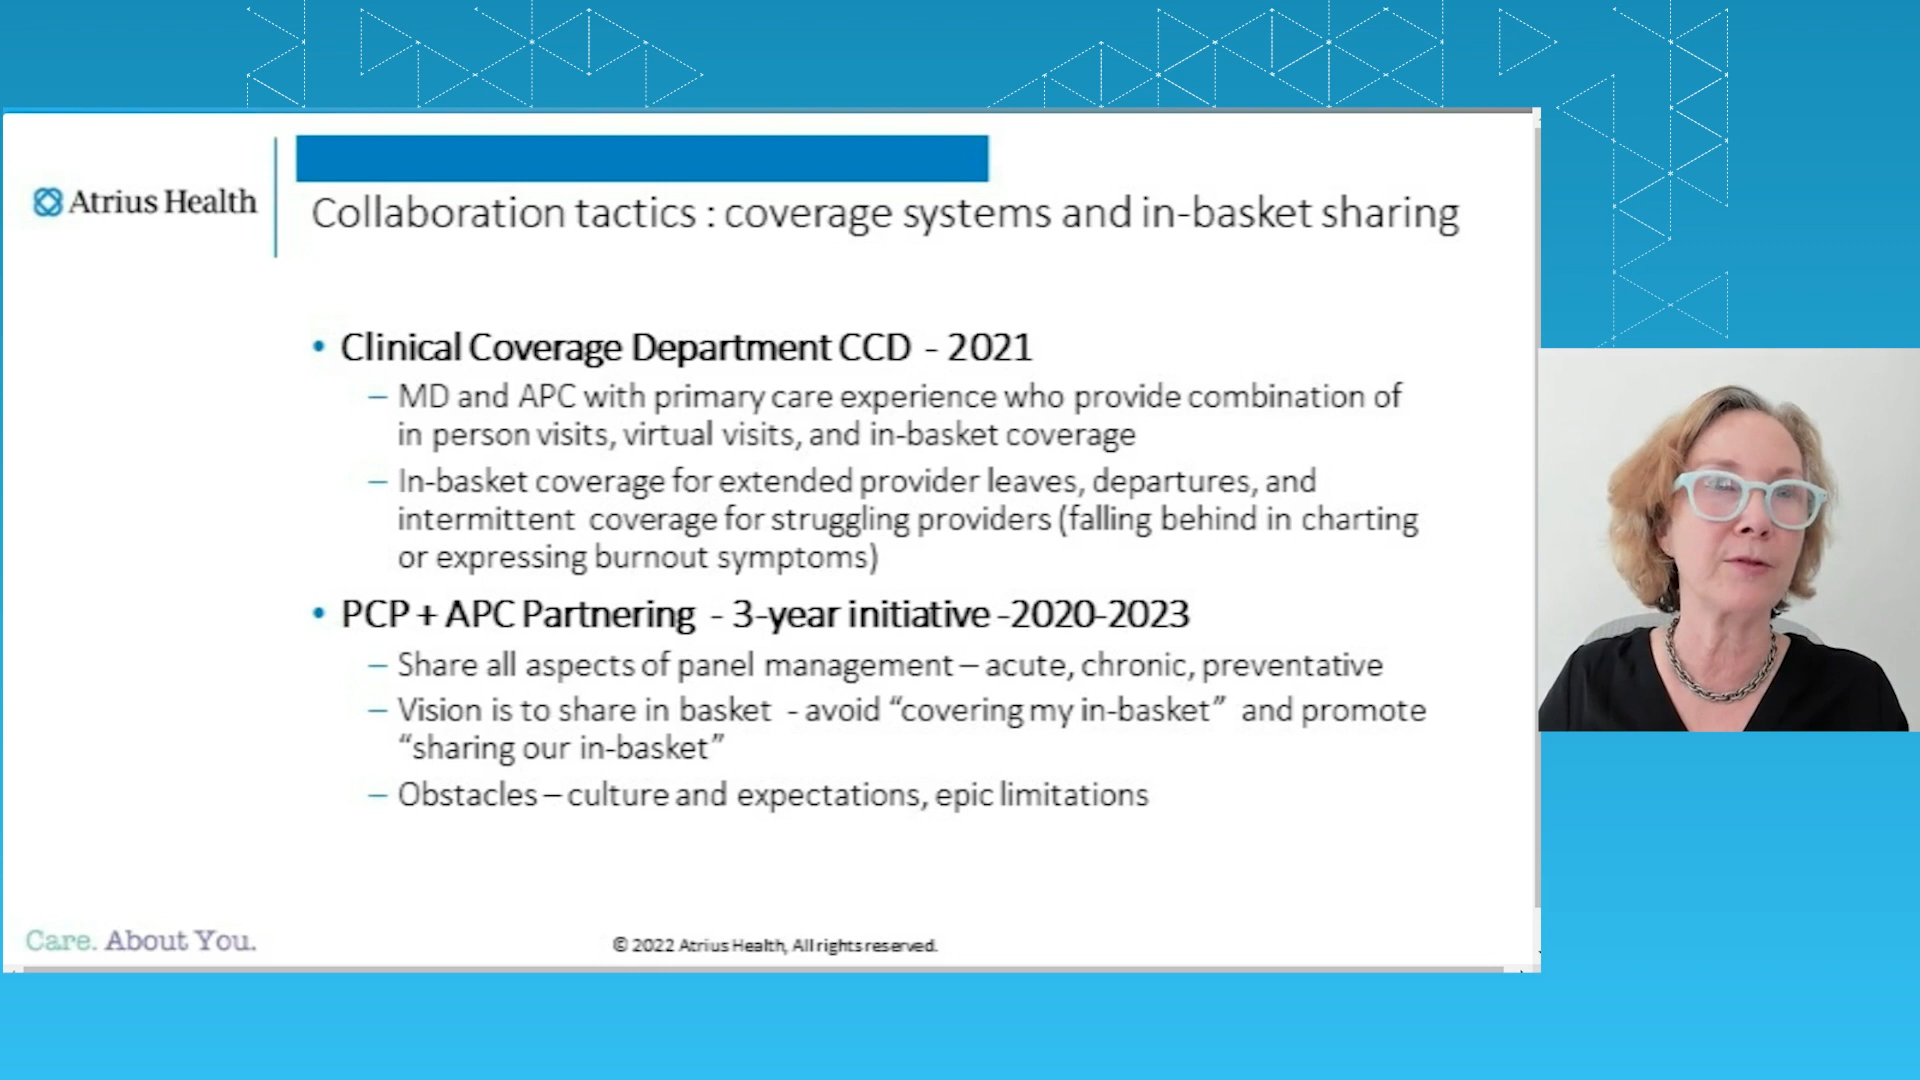 Atrius Health
Collaboration tactics : coverage systems and in-basket sharing
• Clinical Coverage Department CCD - 2021
– MD and APC with primary care experience who provide combination of
in person visits, virtual visits, and in-basket coverage
– In-basket coverage for extended provider leaves, departures, and
intermittent coverage for struggling providers (falling behind in charting
or expressing burnout symptoms)
• PCP + APC Partnering - 3-year initiative -2020-2023
– Share all aspects of panel management – acute, chronic, preventative
– Vision is to share in basket - avoid “covering my in-basket” and promote
“sharing our in-basket”
– Obstacles – culture and expectations, epic limitations
Care. About You.
© 2022 Atrius Health, All rights reserved.